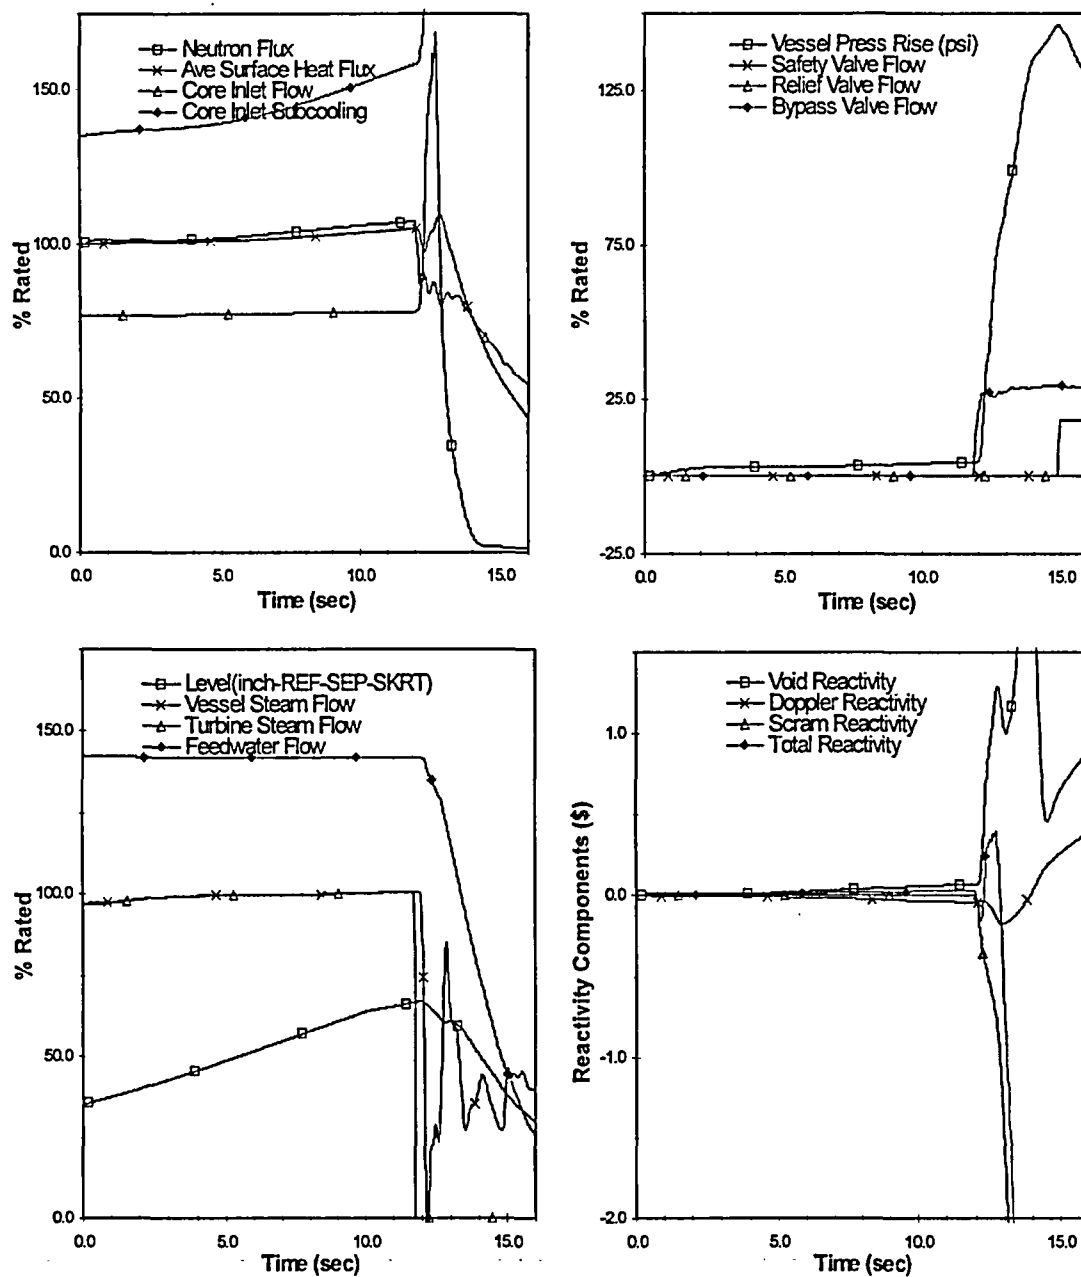 Neutron Flux
Ave Surface Heat Flux
Core Inlet Flow
Core Inlet Subcooling
150.0
100.0
50.0
0.0
% Rated
0.0 5.0 10.0 15.0
Time (sec)
Vessel Press Rise (psi)
Safety Valve Flow
Relief Valve Flow
Bypass Valve Flow
125.0
75.0
25.0
-25.0
% Rated
0.0 5.0 10.0 15.0
Time (sec)
Level(inch-REF-SEP-SKRT)
Vessel Steam Flow
Turbine Steam Flow
Feedwater Flow
150.0
100.0
50.0
0.0
% Rated
0.0 5.0 10.0 15.0
Time (sec)
Void Reactivity
Doppler Reactivity
Scram Reactivity
Total Reactivity
1.0
0.0
-1.0
-2.0
Reactivity Components ($)
0.0 5.0 10.0 15.0
Time (sec)